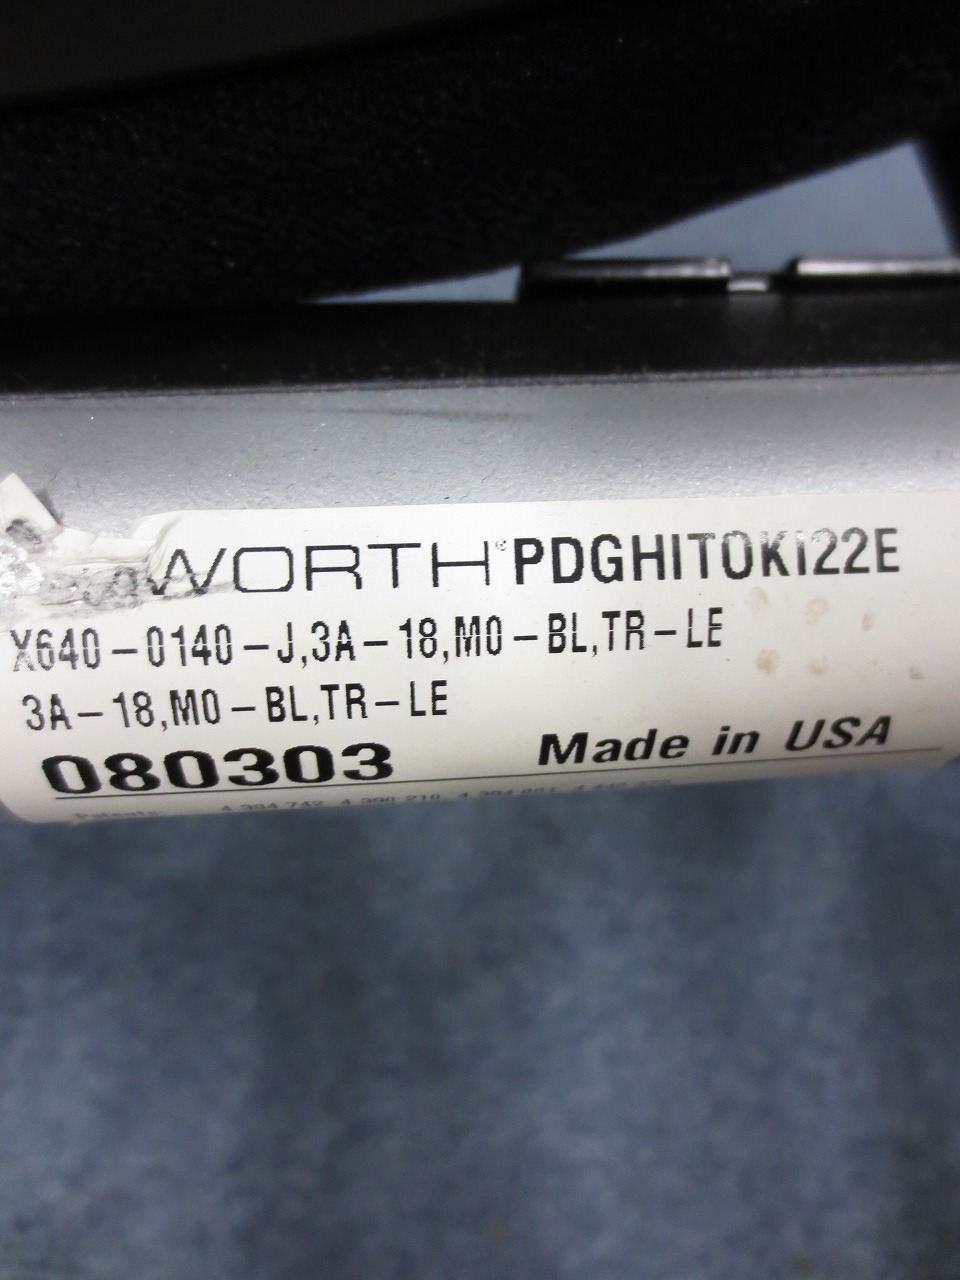 WORTH® PDGHITOKI22E
X640-0140-J,3A-18,M0-BL,TR-LE
3A-18,M0-BL,TR-LE
080303 Made in USA
Patents: